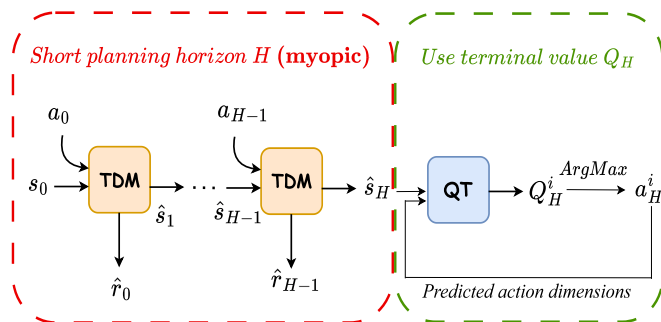 Short planning horizon H (myopic)
Use terminal value Q_H
a_0
a_{H-1}
TDM
TDM
QT
s_0
ŝ_1
...
ŝ_{H-1}
ŝ_H
Q_H^i
ArgMax
a_H^i
r̂_0
r̂_{H-1}
Predicted action dimensions